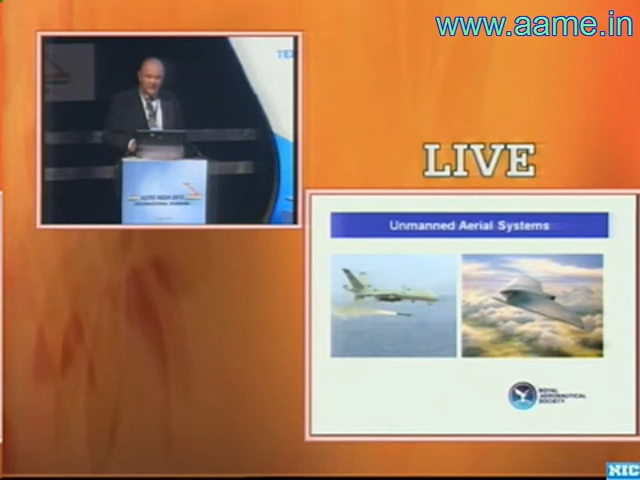 www.aame.in
LIVE
Unmanned Aerial Systems
ROYAL
AERONAUTICAL
SOCIETY
NIC